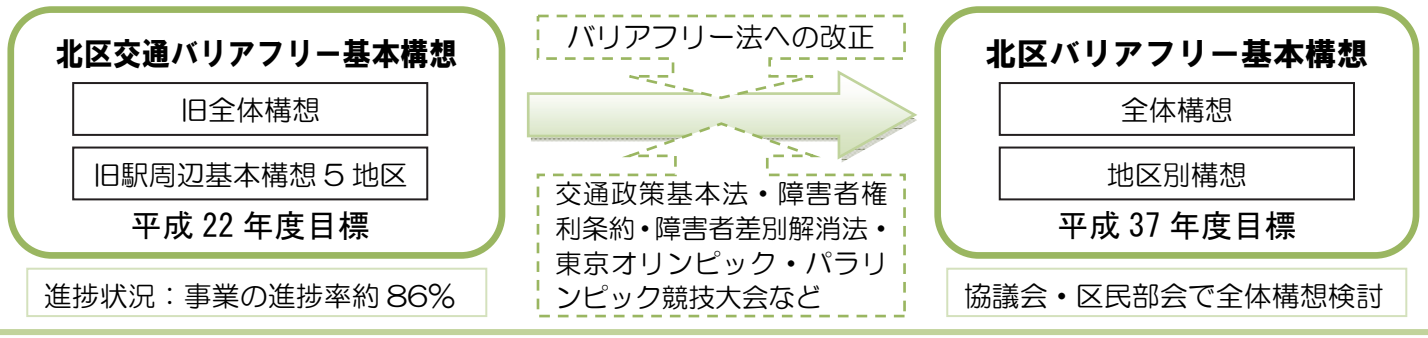 北区交通バリアフリー基本構想
旧全体構想
旧駅周辺基本構想5地区
平成22年度目標
進捗状況：事業の進捗率約86%
バリアフリー法への改正
交通政策基本法・障害者権
利条約・障害者差別解消法・
東京オリンピック・パラリ
ンピック競技大会など
北区バリアフリー基本構想
全体構想
地区別構想
平成37年度目標
協議会・区民部会で全体構想検討